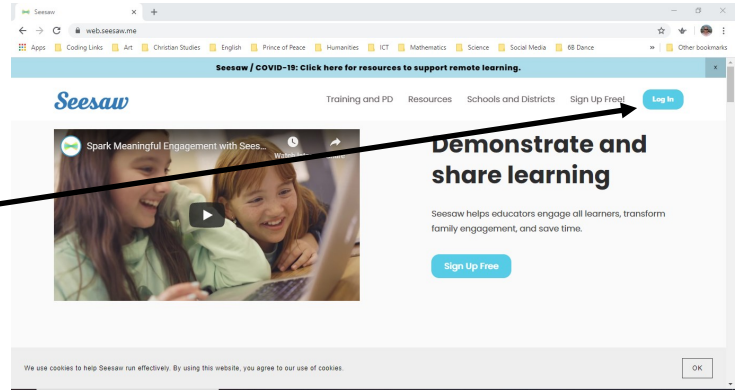 Seesaw
web.seesaw.me
Apps Coding Links Art Christian Studies English Prince of Peace Humanities ICT Mathematics Science Social Media 6B Dance » Other bookmarks
Seesaw / COVID-19: Click here for resources to support remote learning. x
Seesaw Training and PD Resources Schools and Districts Sign Up Free! Log In
Spark Meaningful Engagement with Sees...
Demonstrate and
share learning
Seesaw helps educators engage all learners, transform
family engagement, and save time.
Sign Up Free
We use cookies to help Seesaw run effectively. By using this website, you agree to our use of cookies.
OK